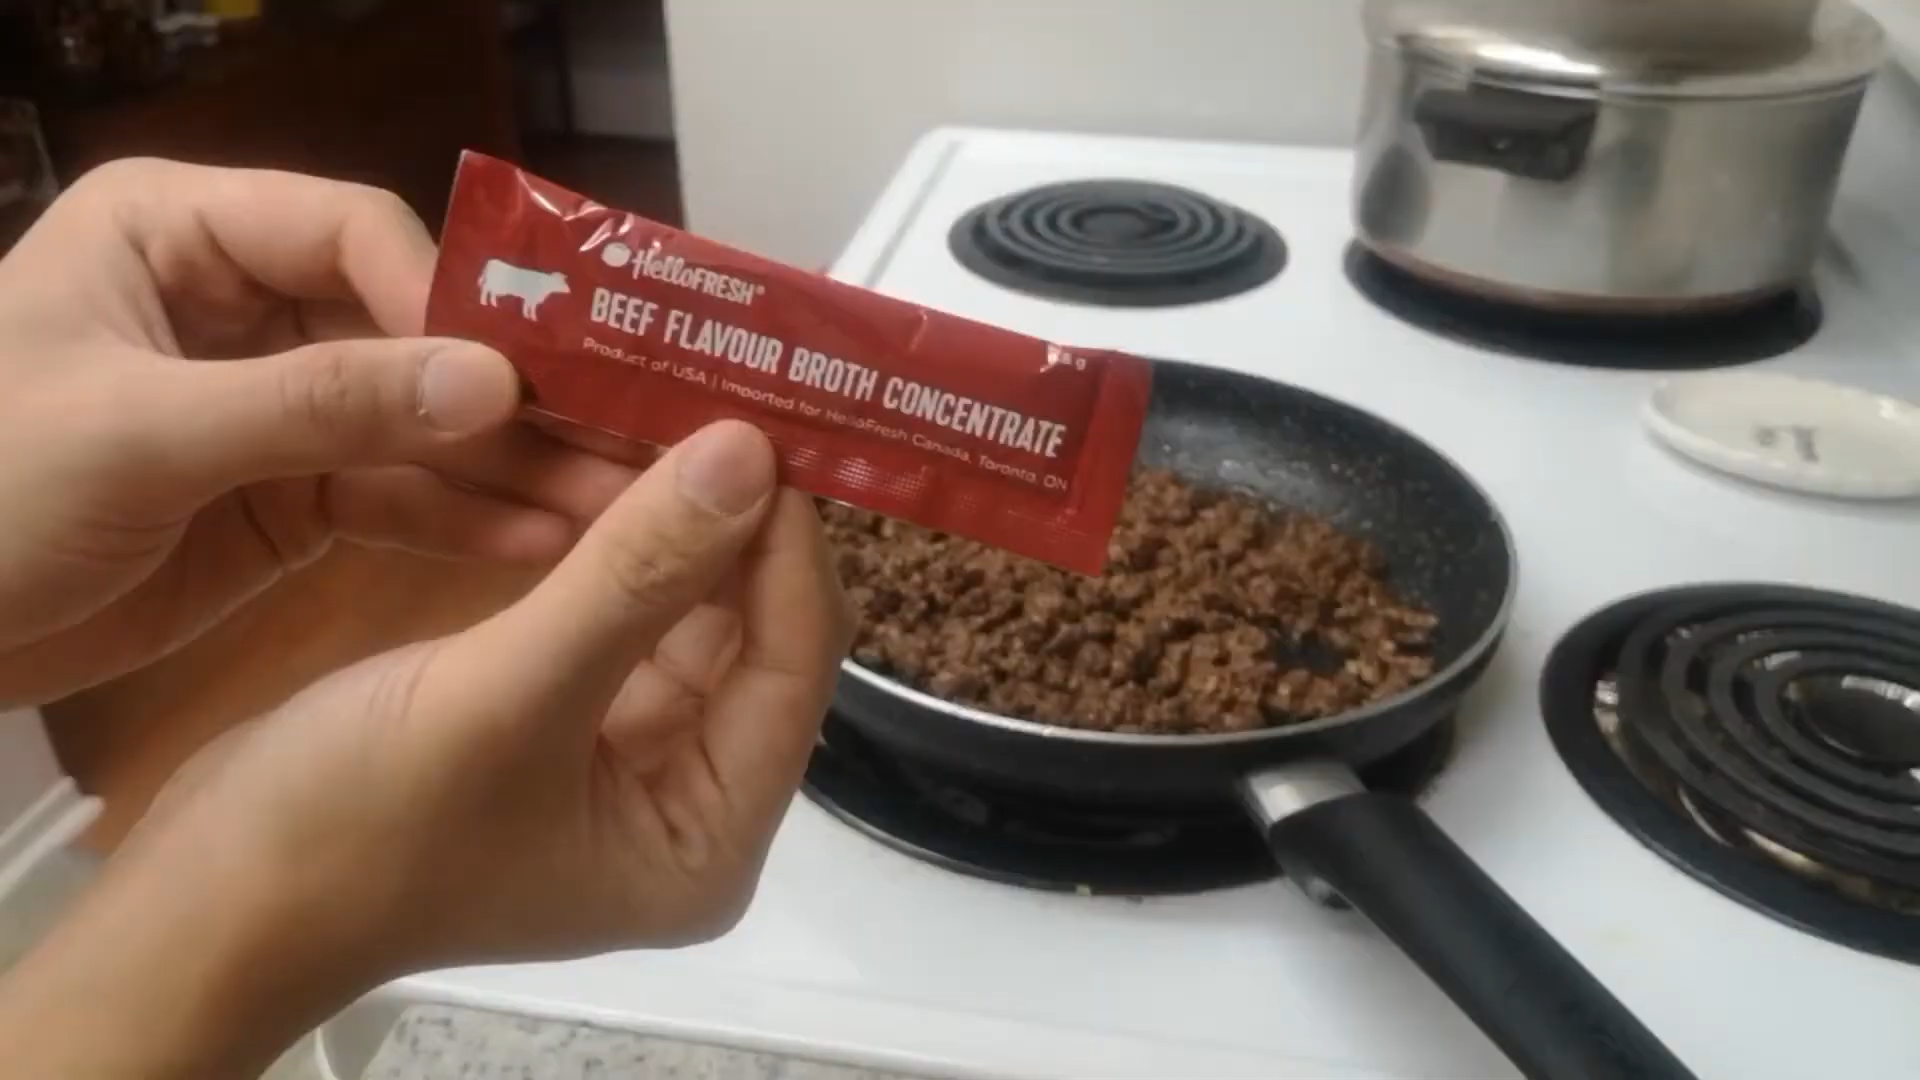 HelloFRESH®
BEEF FLAVOUR BROTH CONCENTRATE
Product of USA | Imported for HelloFresh Canada, Toronto, ON